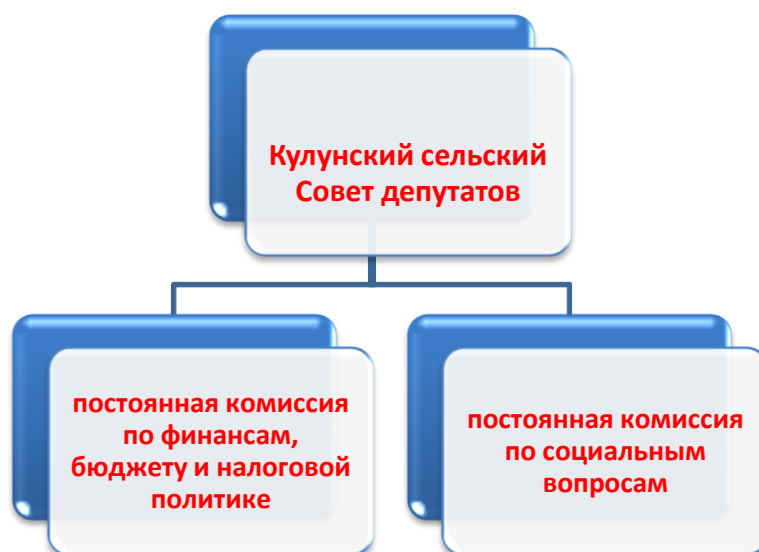 Кулунский сельский
Совет депутатов
постоянная комиссия
по финансам,
бюджету и налоговой
политике
постоянная комиссия
по социальным
вопросам